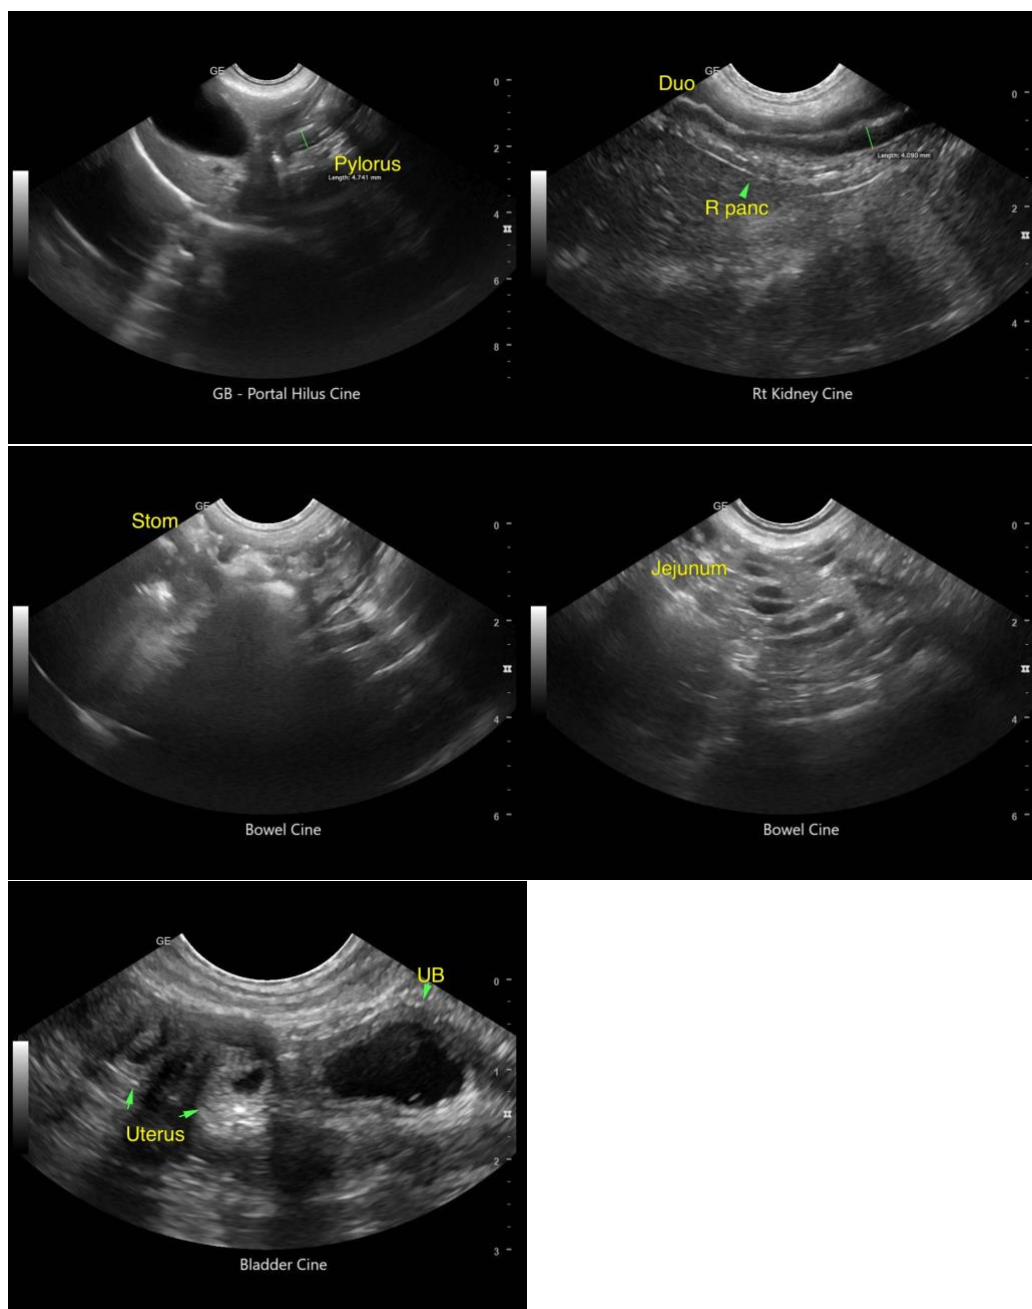 GE
0
2
Pylorus
Length: 4.741 mm
4
6
8
GB - Portal Hilus Cine
Duo
GE
0
Length: 4.090 mm
R panc
2
4
Rt Kidney Cine
Stom
GE
0
2
4
6
Bowel Cine
GE
0
Jejunum
2
4
6
Bowel Cine
GE
UB
0
1
Uterus
2
3
Bladder Cine